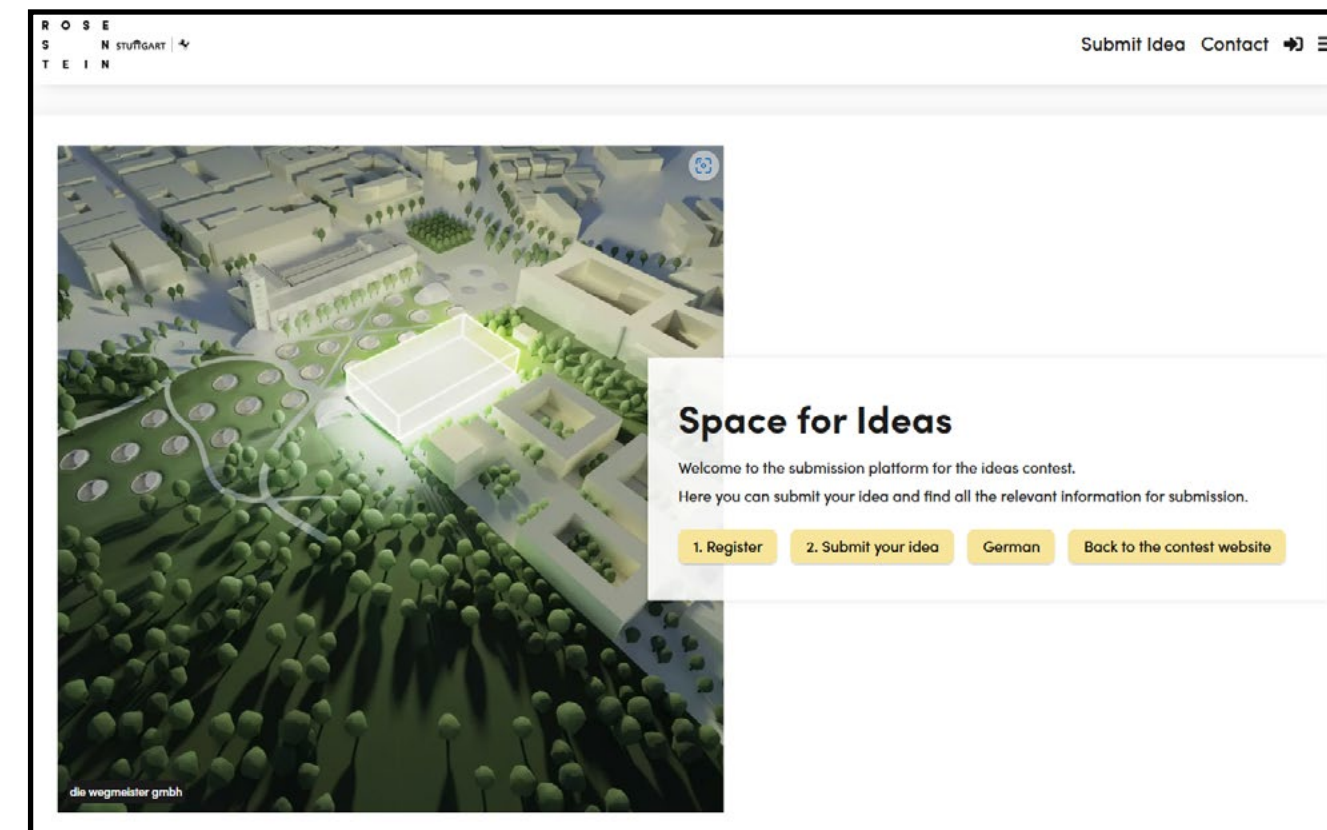 R O S E
S N STUTTGART
T E I N
Submit Idea Contact
Space for Ideas
Welcome to the submission platform for the ideas contest.
Here you can submit your idea and find all the relevant information for submission.
1. Register 2. Submit your idea German Back to the contest website
die wegmeister gmbh